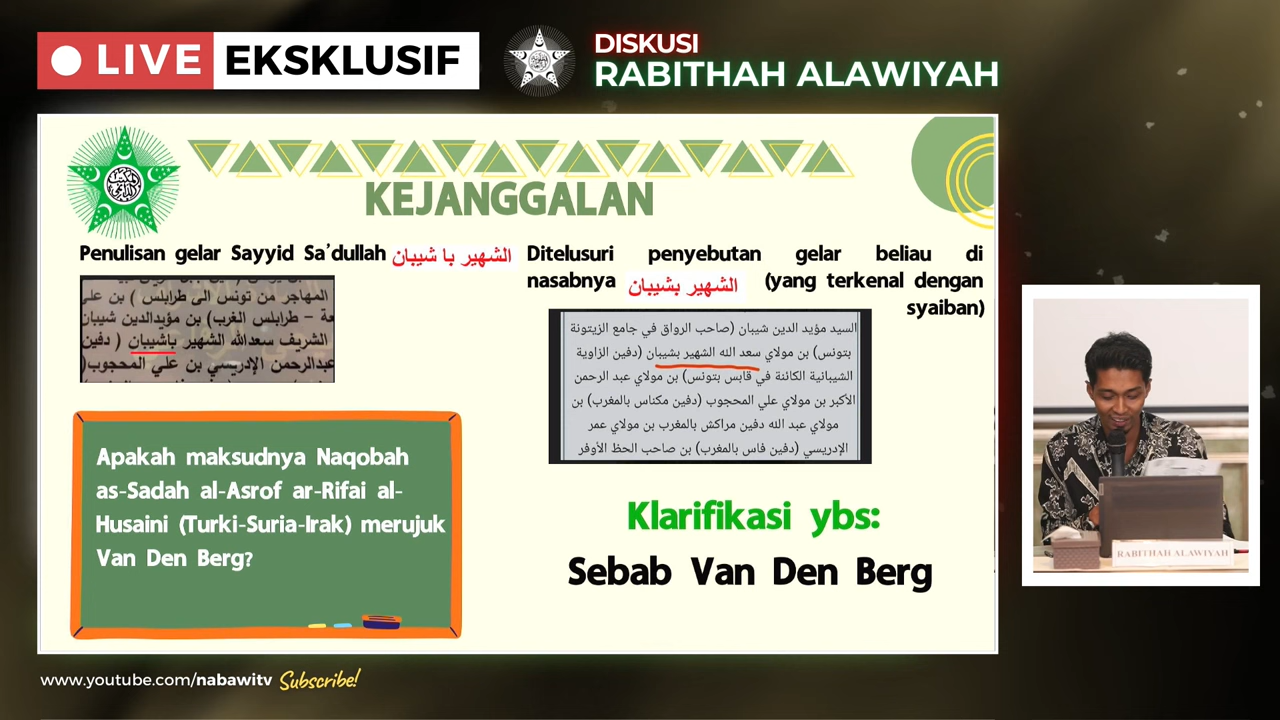 LIVE EKSKLUSIF
DISKUSI
RABITHAH ALAWIYAH
KEJANGGALAN
Penulisan gelar Sayyid Sa'dullah الشهير با شيبان
المهاجر من تونس الى طرابلس ) بن علي
عة – طرابلس الغرب) بن مؤيدالدين شيبان
الشريف سعدالله الشهير باشيبان ( دفين
عبدالرحمن الإدريسي بن علي المحجوب(
Apakah maksudnya Naqobah
as-Sadah al-Asrof ar-Rifai al-
Husaini (Turki-Suria-Irak) merujuk
Van Den Berg?
Ditelusuri penyebutan gelar beliau di
nasabnya الشهير بشيبان (yang terkenal dengan
syaiban)
السيد مؤيد الدين شيبان (صاحب الرواق في جامع الزيتونة
بتونس) بن مولاي سعد الله الشهير بشيبان (دفين الزاوية
الشيبانية الكائنة في قابس بتونس) بن مولاي عبد الرحمن
الأكبر بن مولاي علي المحجوب (دفين مكناس بالمغرب) بن
مولاي عبد الله دفين مراكش بالمغرب بن مولاي عمر
الإدريسي (دفين فاس بالمغرب) بن صاحب الحظ الأوفر
Klarifikasi ybs:
Sebab Van Den Berg
RABITHAH ALAWIYAH
www.youtube.com/nabawitv Subscribe!